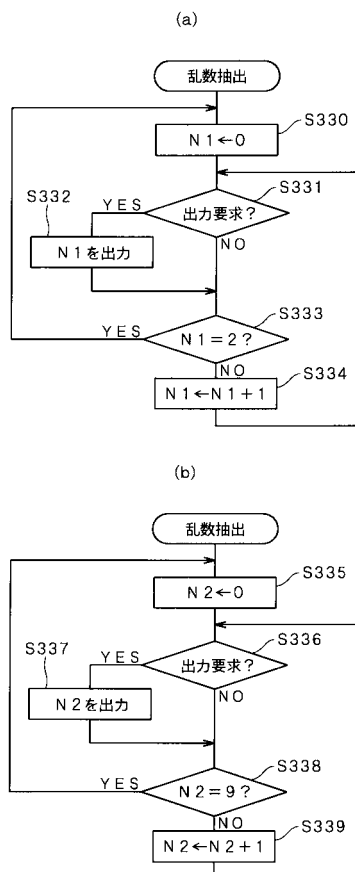 (a)
乱数抽出
S330
N1←0
S331
S332
YES
出力要求?
N1を出力
NO
S333
YES
N1=2?
NO
S334
N1←N1+1
(b)
乱数抽出
S335
N2←0
S336
S337
YES
出力要求?
N2を出力
NO
S338
YES
N2=9?
NO
S339
N2←N2+1